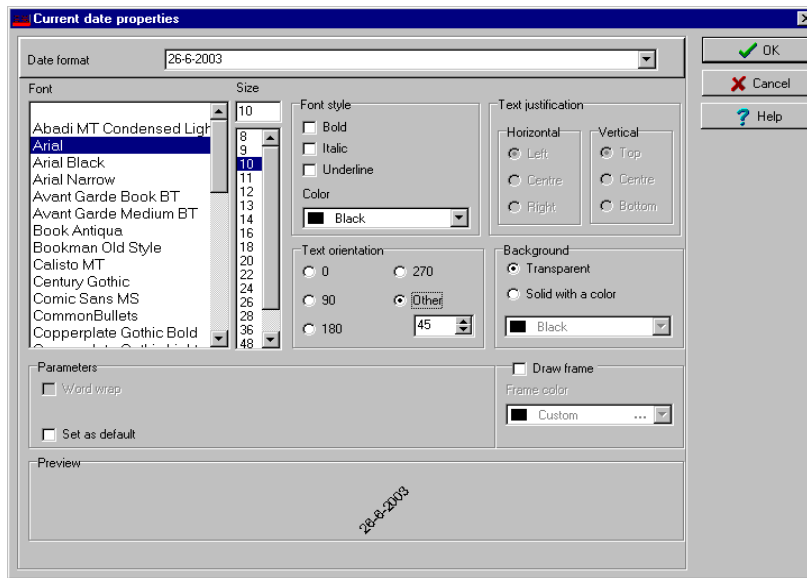 Current date properties
Date format
26-6-2003
OK
Cancel
Help
Font
Abadi MT Condensed Ligh
Arial
Arial Black
Arial Narrow
Avant Garde Book BT
Avant Garde Medium BT
Book Antiqua
Bookman Old Style
Calisto MT
Century Gothic
Comic Sans MS
CommonBullets
Copperplate Gothic Bold
Size
10
8
9
10
11
12
13
14
16
18
20
22
24
26
28
36
48
Font style
Bold
Italic
Underline
Color
Black
Text justification
Horizontal
Left
Centre
Right
Vertical
Top
Centre
Bottom
Text orientation
0
270
90
Other
180
45
Background
Transparent
Solid with a color
Black
Parameters
Word wrap
Set as default
Draw frame
Frame color
Custom ...
Preview
26-6-2003